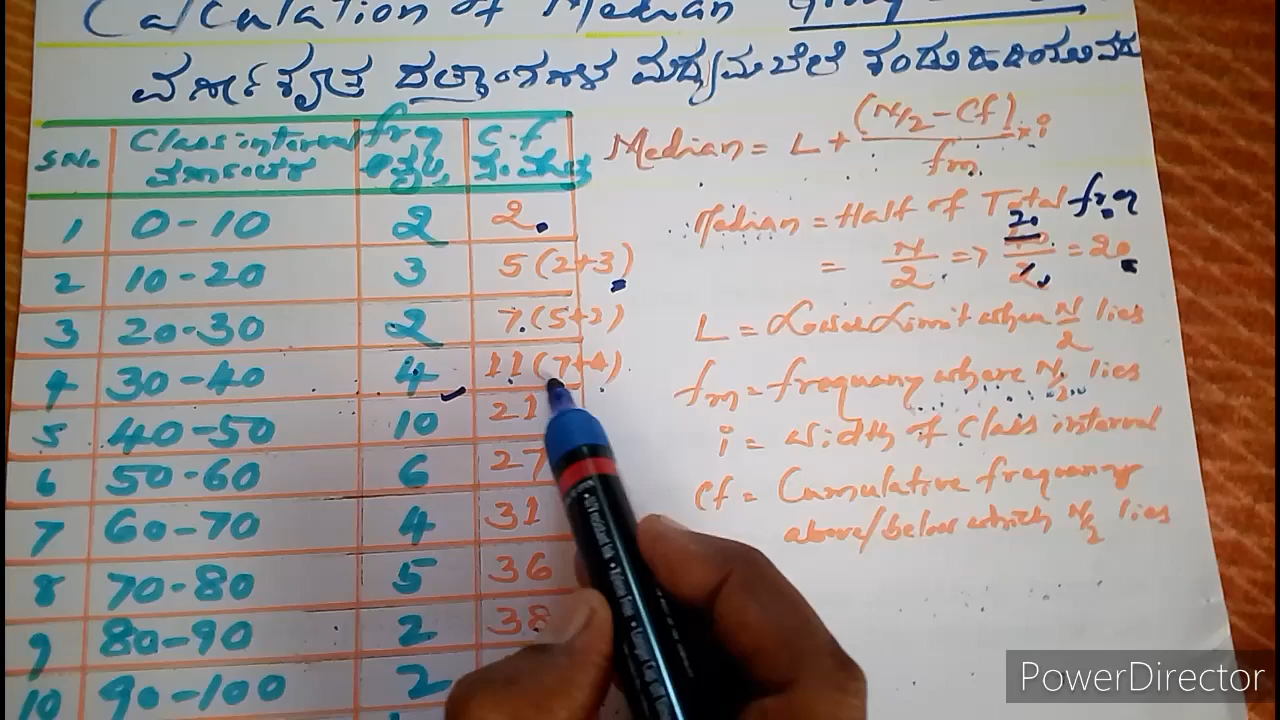 Calculation of Median
ವರ್ಗೀಕೃತ ದತ್ತಾಂಶಗಳ ಮಧ್ಯಮ ಬೆಲೆ ಕಂಡುಹಿಡಿಯುವುದು
S No. Class interval freq C.f
1 0-10 2 2
2 10-20 3 5(2+3)
3 20-30 2 7(5+2)
4 30-40 4 11(7+4)
5 40-50 10 21
6 50-60 6 27
7 60-70 4 31
8 70-80 5 36
9 80-90 2 38
10 90-100 2
Median = L + (N/2 - Cf) / fm × i
Median = Half of Total freq
= N/2 => /2 = 20
L = Lower Limit where N/2 lies
fm = frequany where N/2 lies
i = width of Class interval
Cf = Cumulative frequency
above/below which N/2 lies
PowerDirector